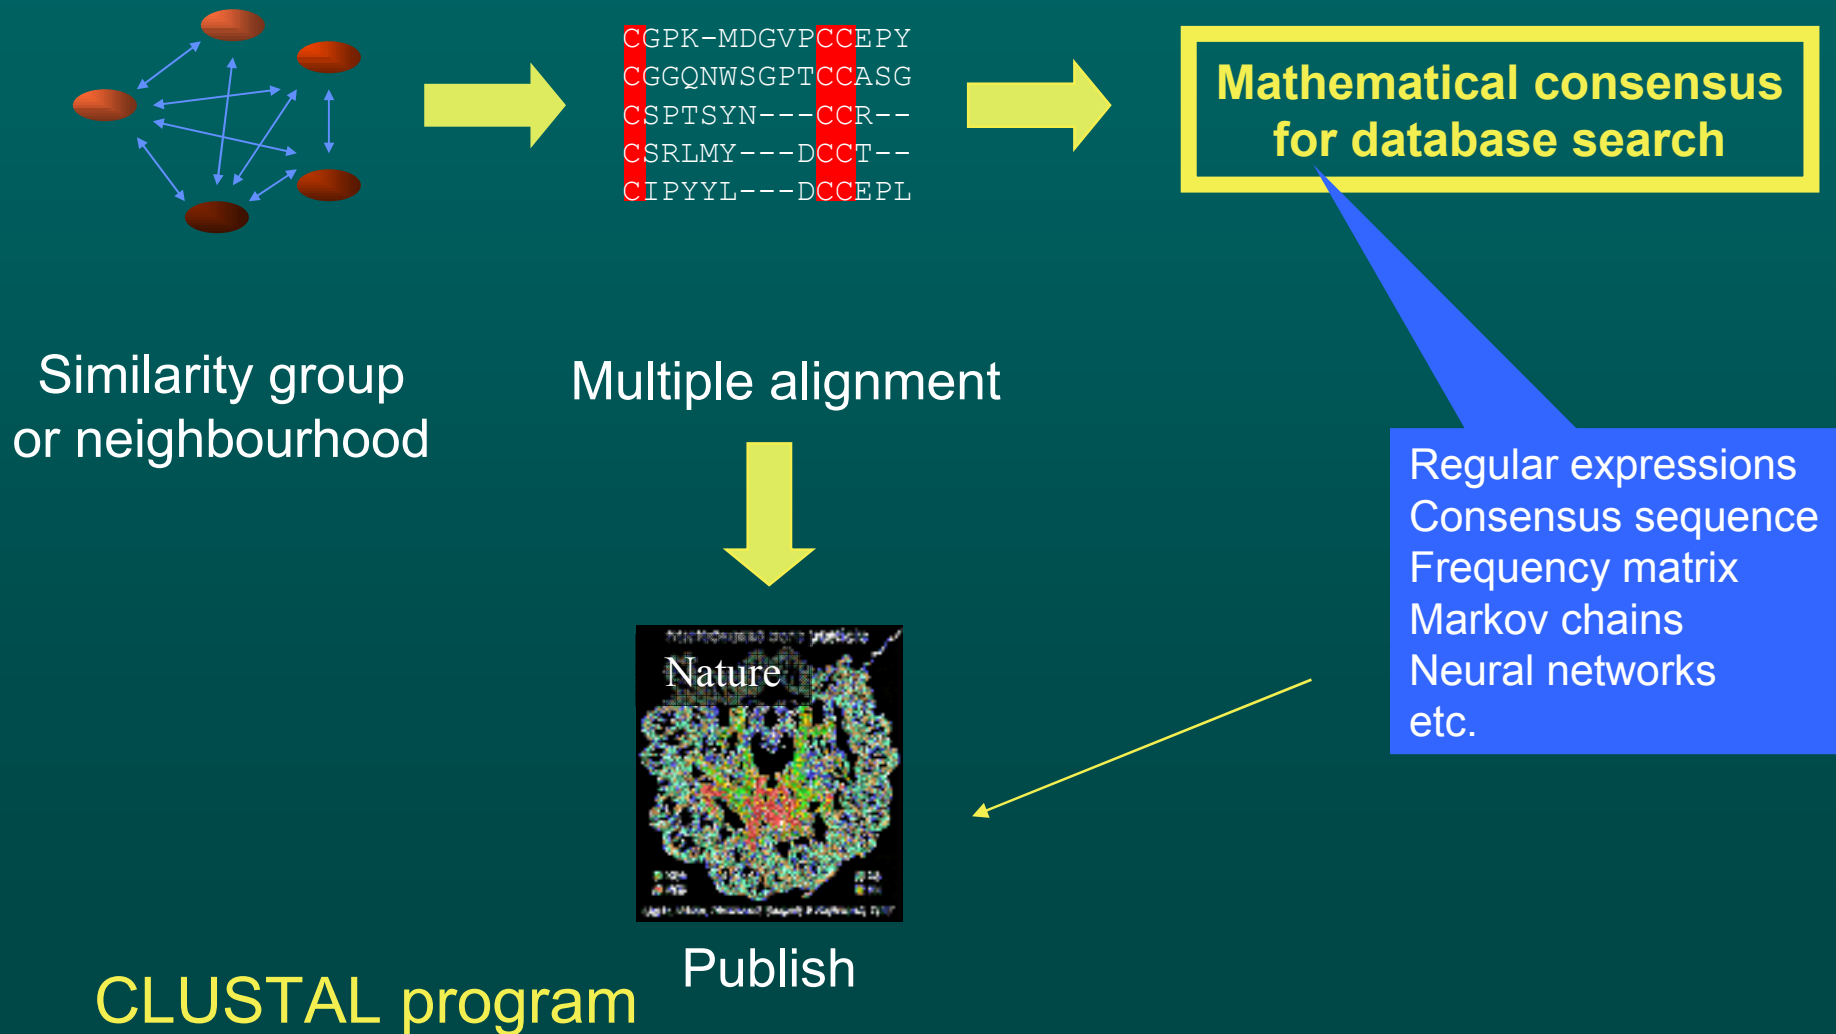 CGPK-MDGVPCCEPY
CGGQNWSGPTCCASG
CSPTSYN---CCR--
CSRLMY---DCCT--
CIPYYL---DCCEPL
Mathematical consensus
for database search
Similarity group
or neighbourhood
Multiple alignment
Regular expressions
Consensus sequence
Frequency matrix
Markov chains
Neural networks
etc.
Nature
Publish
CLUSTAL program